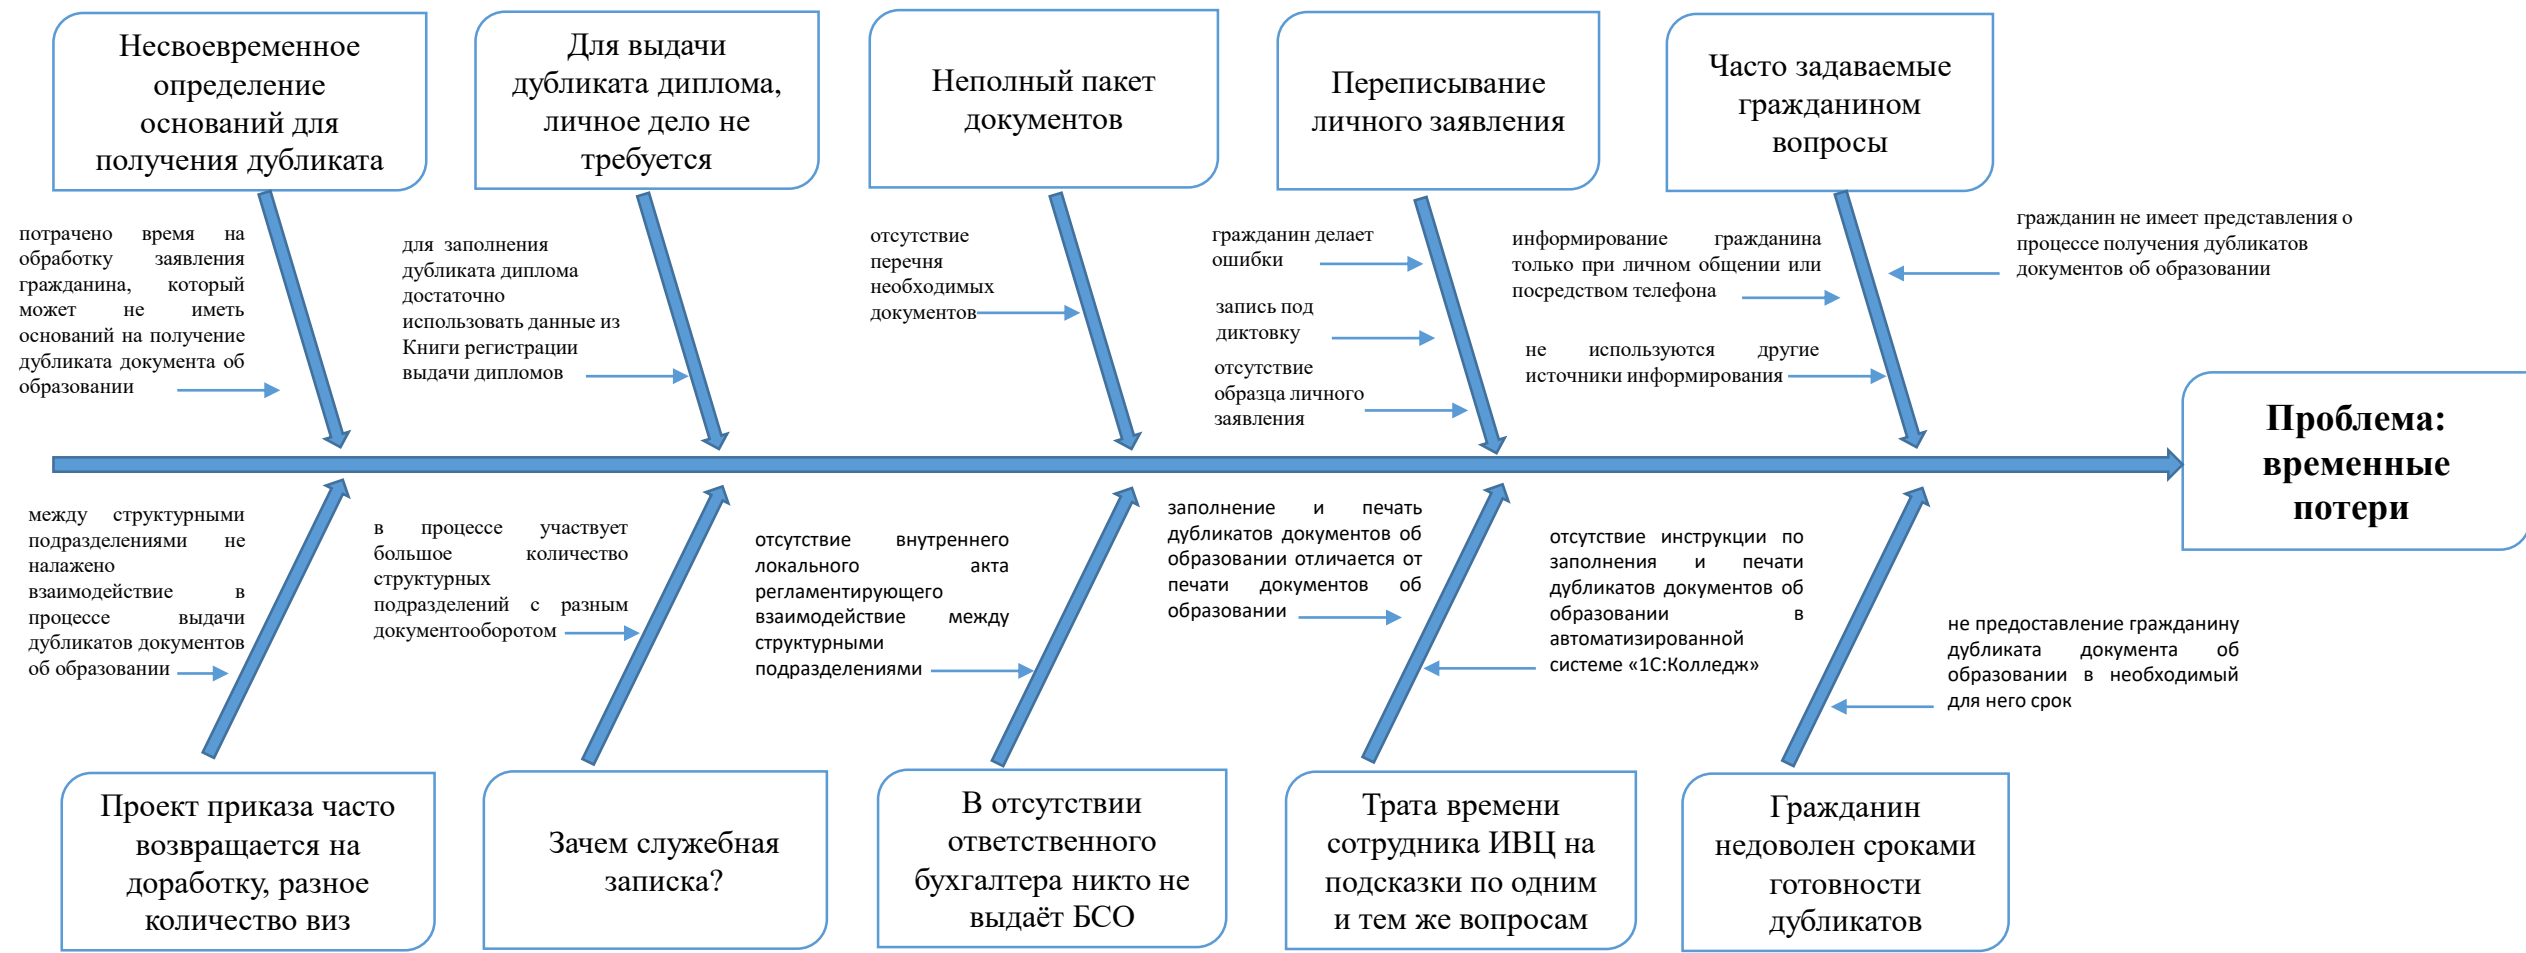 Несвоевременное
определение
оснований для
получения дубликата
Для выдачи
дубликата диплома,
личное дело не
требуется
Неполный пакет
документов
Переписывание
личного заявления
Часто задаваемые
гражданином
вопросы
потрачено время на
обработку заявления
гражданина, который
может не иметь
оснований на получение
дубликата документа об
образовании
для заполнения
дубликата диплома
достаточно
использовать данные из
Книги регистрации
выдачи дипломов
отсутствие
перечня
необходимых
документов
гражданин делает
ошибки
запись под
диктовку
отсутствие
образца личного
заявления
информирование гражданина
только при личном общении или
посредством телефона
не используются другие
источники информирования
гражданин не имеет представления о
процессе получения дубликатов
документов об образовании
Проблема:
временные
потери
между структурными
подразделениями не
налажено
взаимодействие в
процессе выдачи
дубликатов документов
об образовании
в процессе участвует
большое количество
структурных
подразделений с разным
документооборотом
отсутствие внутреннего
локального акта
регламентирующего
взаимодействие между
структурными
подразделениями
заполнение и печать
дубликатов документов об
образовании отличается от
печати документов об
образовании
отсутствие инструкции по
заполнения и печати
дубликатов документов об
образовании в
автоматизированной
системе «1С:Колледж»
не предоставление гражданину
дубликата документа об
образовании в необходимый
для него срок
Проект приказа часто
возвращается на
доработку, разное
количество виз
Зачем служебная
записка?
В отсутствии
ответственного
бухгалтера никто не
выдаёт БСО
Трата времени
сотрудника ИВЦ на
подсказки по одним
и тем же вопросам
Гражданин
недоволен сроками
готовности
дубликатов